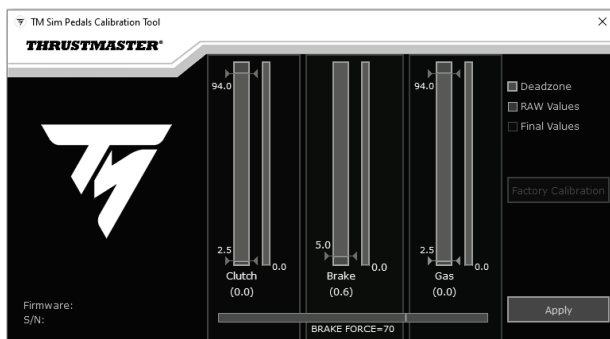 TM Sim Pedals Calibration Tool
THRUSTMASTER®
94.0
2.5
0.0
Clutch
(0.0)
5.0
0.0
Brake
(0.6)
94.0
2.5
0.0
Gas
(0.0)
BRAKE FORCE=70
Deadzone
RAW Values
Final Values
Factory Calibration
Apply
Firmware:
S/N: